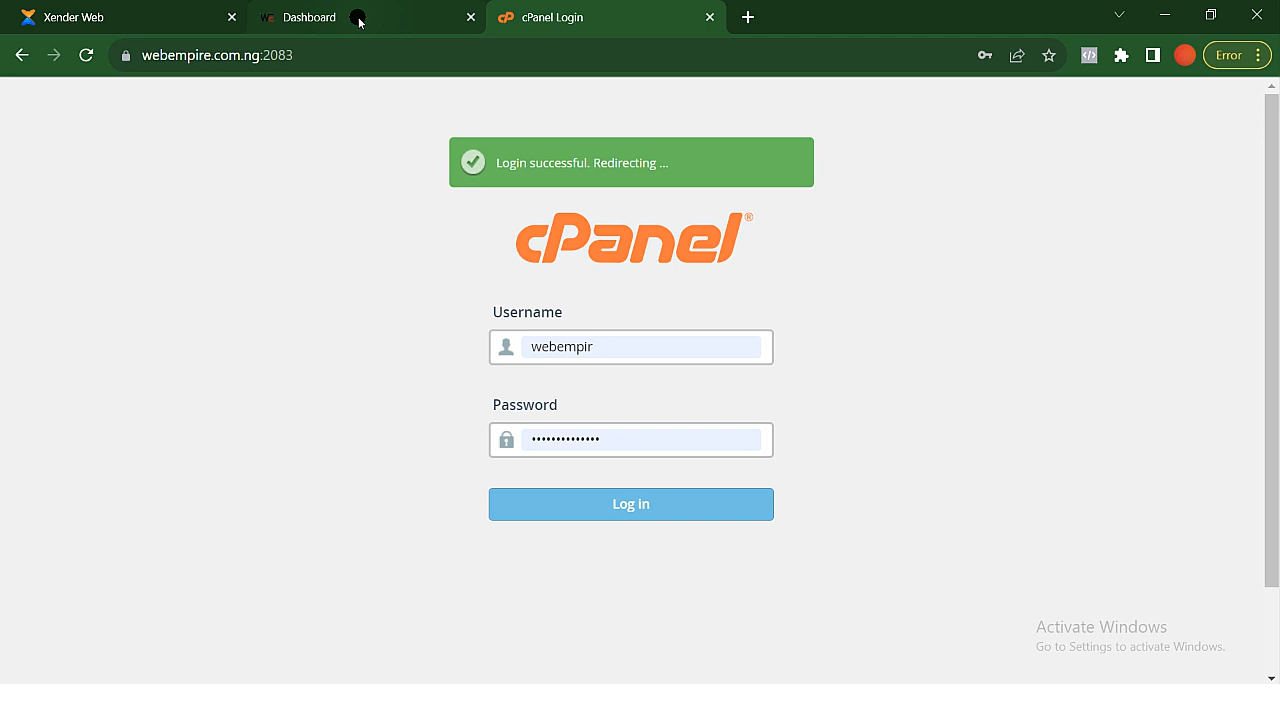 Xender Web
WE Dashboard
cPanel Login
webempire.com.ng:2083
Error
Login successful. Redirecting ...
cPanel®
Username
webempir
Password
••••••••••••••
Log in
Activate Windows
Go to Settings to activate Windows.